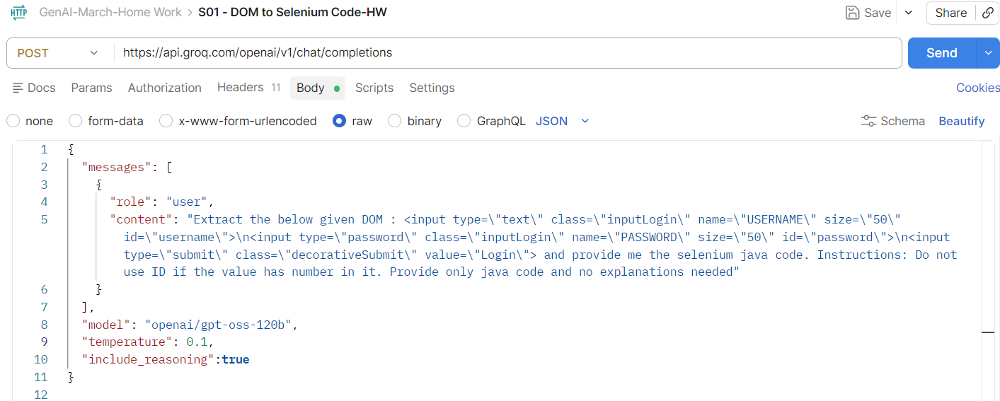 HTTP GenAI-March-Home Work > S01 - DOM to Selenium Code-HW Save Share
POST https://api.groq.com/openai/v1/chat/completions Send
Docs Params Authorization Headers 11 Body Scripts Settings Cookies
none form-data x-www-form-urlencoded raw binary GraphQL JSON Schema Beautify
1 {
2 "messages": [
3 {
4 "role": "user",
5 "content": "Extract the below given DOM : <input type=\"text\" class=\"inputLogin\" name=\"USERNAME\" size=\"50\"
id=\"username\">\n<input type=\"password\" class=\"inputLogin\" name=\"PASSWORD\" size=\"50\" id=\"password\">\n<input
type=\"submit\" class=\"decorativeSubmit\" value=\"Login\"> and provide me the selenium java code. Instructions: Do not
use ID if the value has number in it. Provide only java code and no explanations needed"
6 }
7 ],
8 "model": "openai/gpt-oss-120b",
9 "temperature": 0.1,
10 "include_reasoning":true
11 }
12